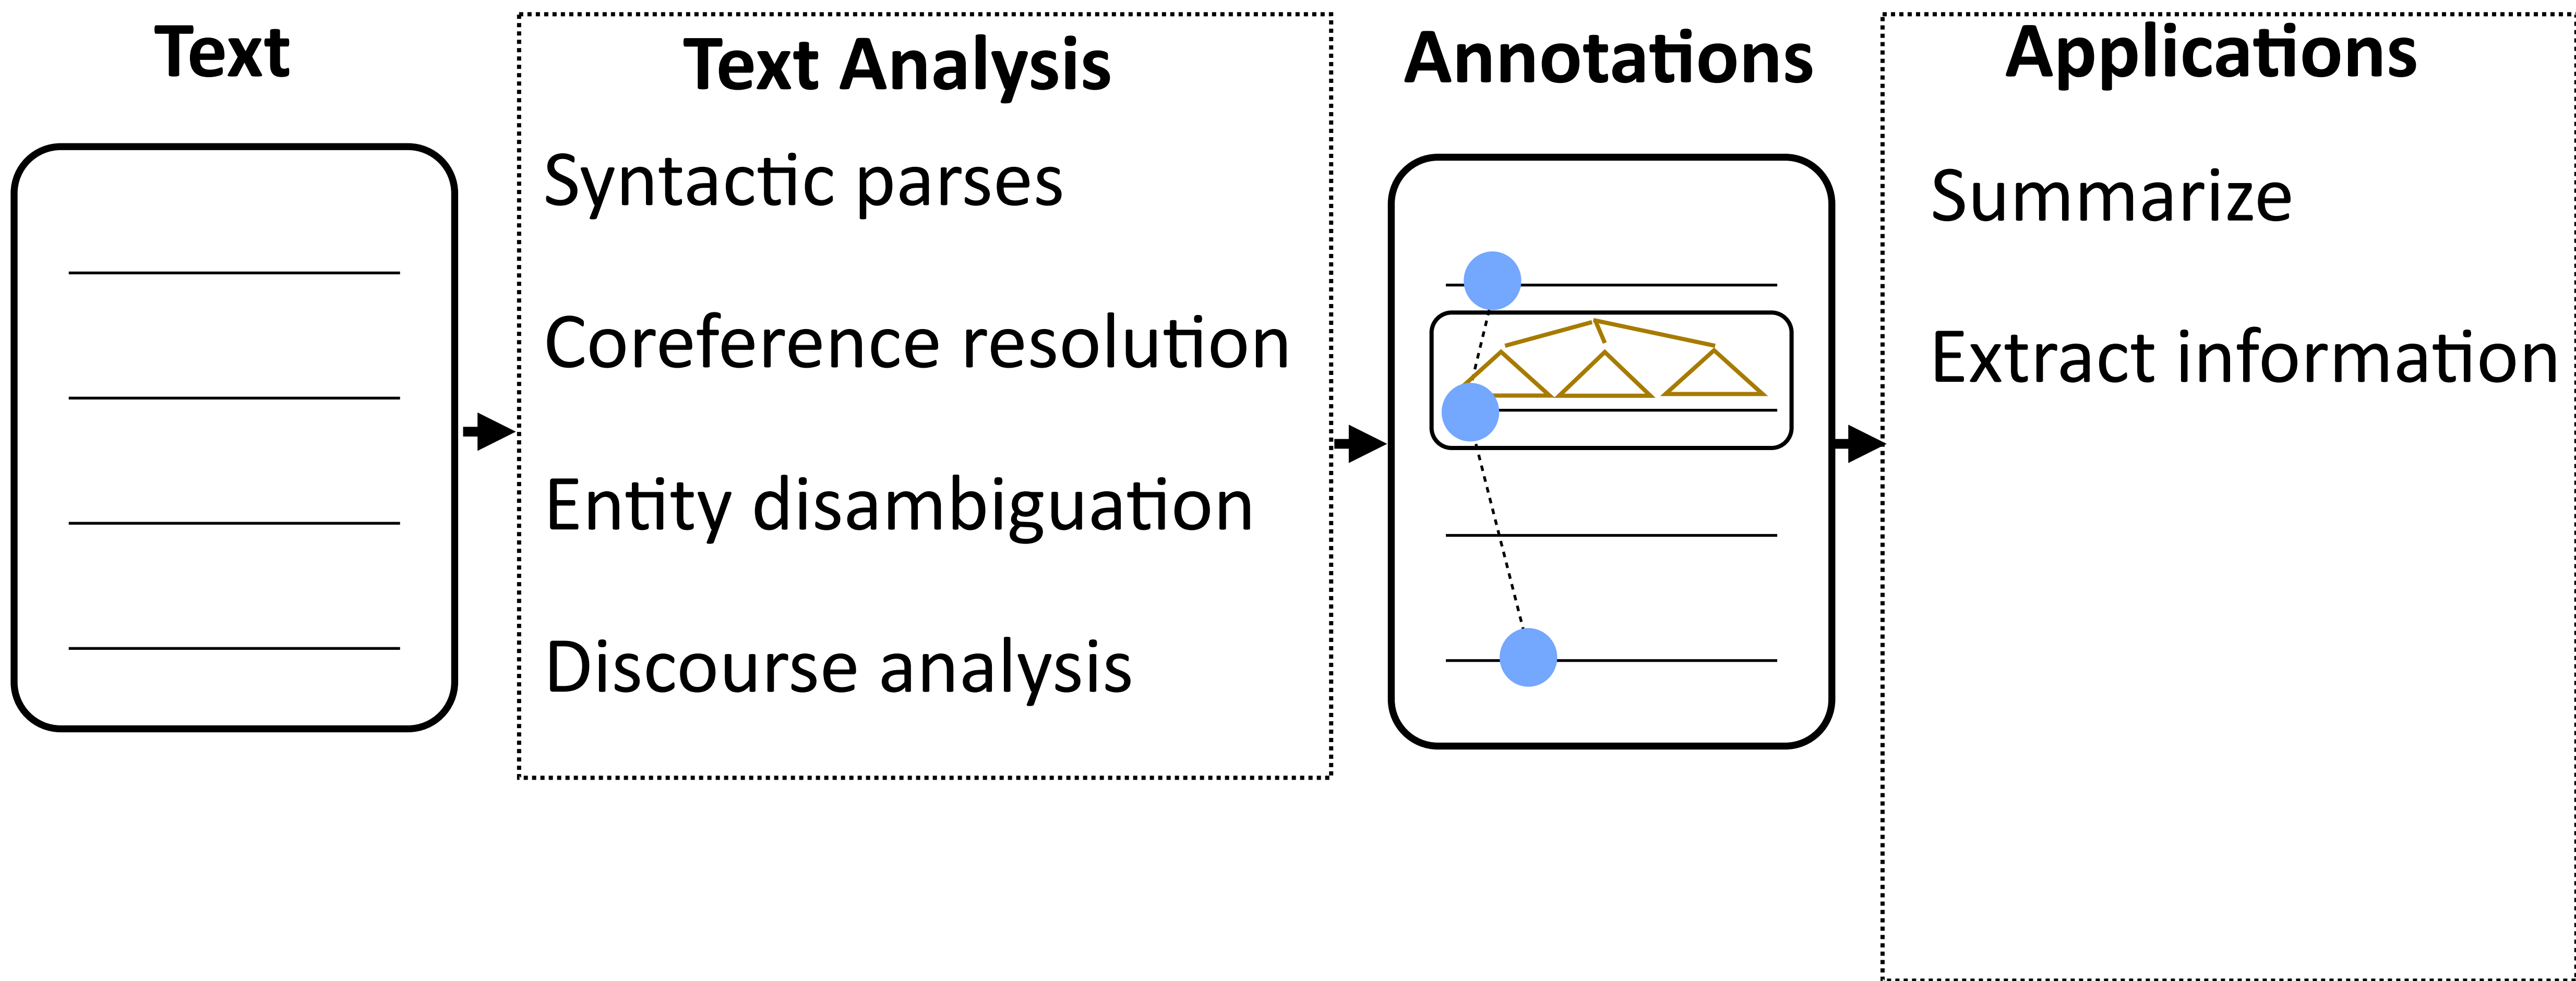 Text
Text Analysis
Syntactic parses
Coreference resolution
Entity disambiguation
Discourse analysis
Annotations
Applications
Summarize
Extract information